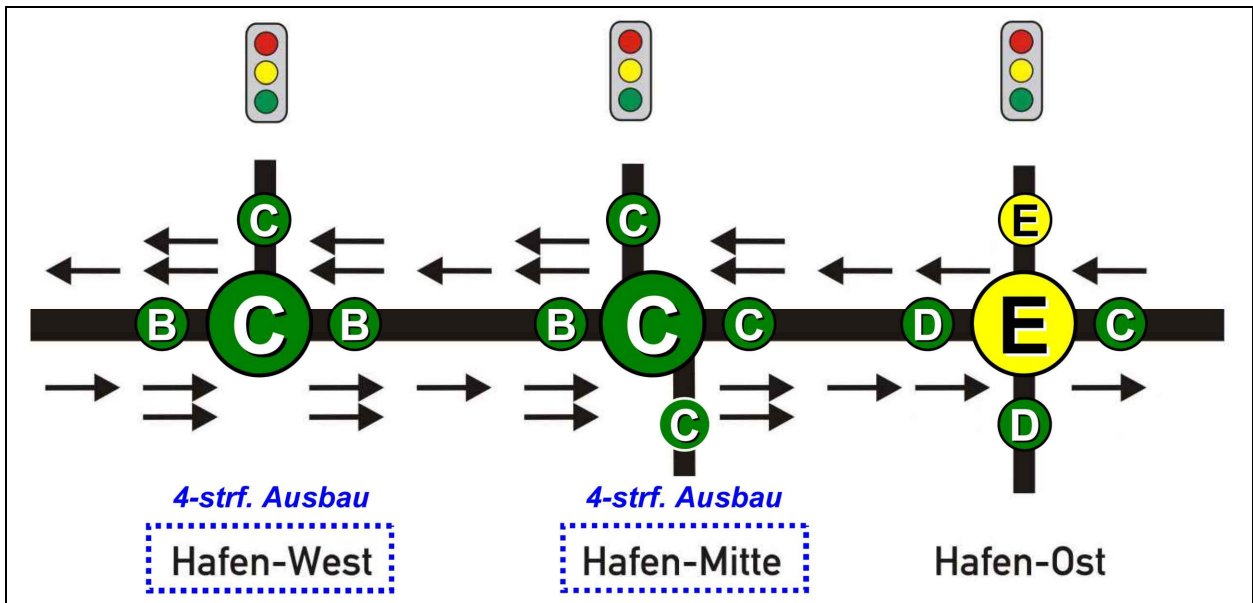 C C E
B C B B C C D E C
C D
4-strf. Ausbau 4-strf. Ausbau
Hafen-West Hafen-Mitte Hafen-Ost